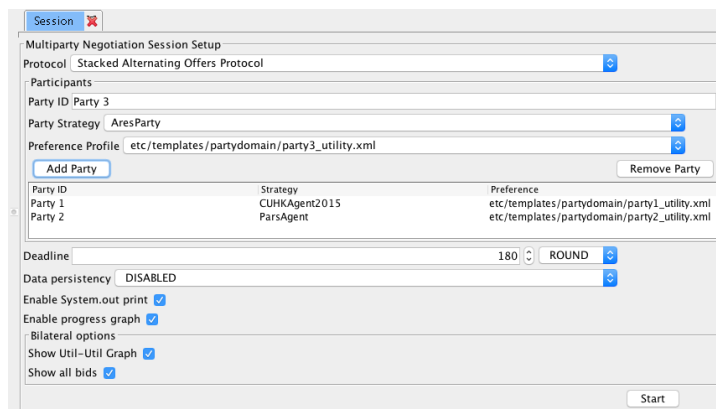 Session
Multiparty Negotiation Session Setup
Protocol Stacked Alternating Offers Protocol
Participants
Party ID Party 3
Party Strategy AresParty
Preference Profile etc/templates/partydomain/party3_utility.xml
Add Party Remove Party
Party ID Strategy Preference
Party 1 CUHKAgent2015 etc/templates/partydomain/party1_utility.xml
Party 2 ParsAgent etc/templates/partydomain/party2_utility.xml
Deadline 180 ROUND
Data persistency DISABLED
Enable System.out print
Enable progress graph
Bilateral options
Show Util-Util Graph
Show all bids
Start